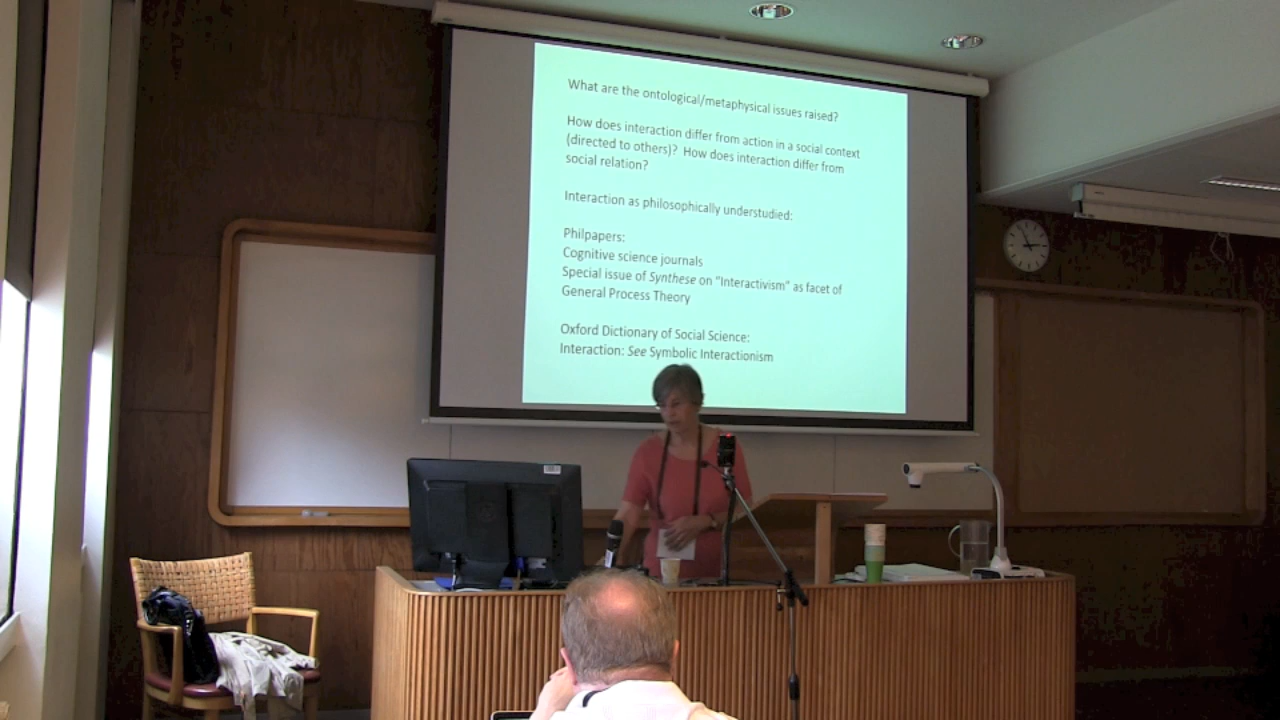 What are the ontological/metaphysical issues raised?
How does interaction differ from action in a social context
(directed to others)? How does interaction differ from
social relation?
Interaction as philosophically understudied:
Philpapers:
Cognitive science journals
Special issue of Synthese on "Interactivism" as facet of
General Process Theory
Oxford Dictionary of Social Science:
Interaction: See Symbolic Interactionism